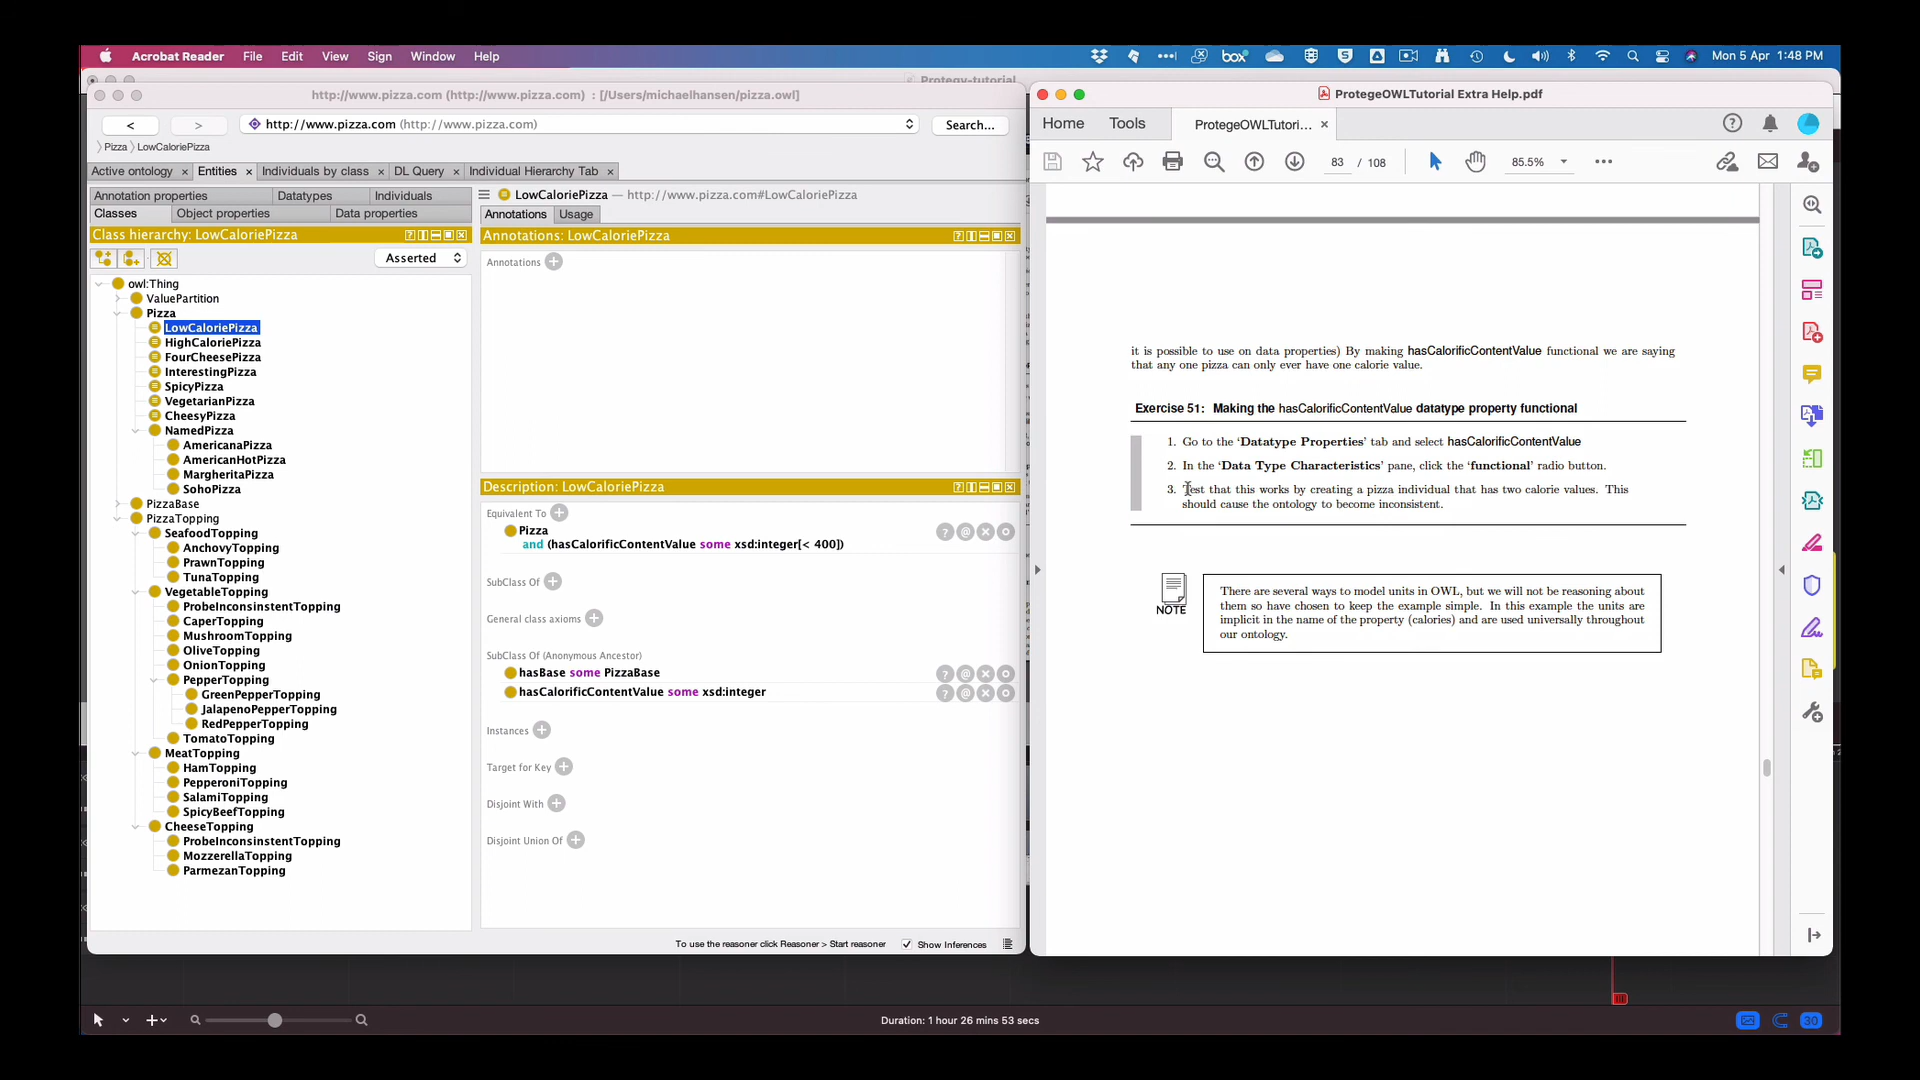 Acrobat Reader File Edit View Sign Window Help
box
Mon 5 Apr 1:48 PM
Protegy-tutorial
http://www.pizza.com (http://www.pizza.com) : [/Users/michaelhansen/pizza.owl]
< > http://www.pizza.com (http://www.pizza.com) Search...
Pizza LowCaloriePizza
Active ontology × Entities × Individuals by class × DL Query × Individual Hierarchy Tab ×
Annotation properties Datatypes Individuals
Classes Object properties Data properties
Class hierarchy: LowCaloriePizza
Asserted
owl:Thing
ValuePartition
Pizza
LowCaloriePizza
HighCaloriePizza
FourCheesePizza
InterestingPizza
SpicyPizza
VegetarianPizza
CheesyPizza
NamedPizza
AmericanaPizza
AmericanHotPizza
MargheritaPizza
SohoPizza
PizzaBase
PizzaTopping
SeafoodTopping
AnchovyTopping
PrawnTopping
TunaTopping
VegetableTopping
ProbeInconsinstentTopping
CaperTopping
MushroomTopping
OliveTopping
OnionTopping
PepperTopping
GreenPepperTopping
JalapenoPepperTopping
RedPepperTopping
TomatoTopping
MeatTopping
HamTopping
PepperoniTopping
SalamiTopping
SpicyBeefTopping
CheeseTopping
ProbeInconsinstentTopping
MozzerellaTopping
ParmezanTopping
LowCaloriePizza — http://www.pizza.com#LowCaloriePizza
Annotations Usage
Annotations: LowCaloriePizza
Annotations
Description: LowCaloriePizza
Equivalent To
Pizza
and (hasCalorificContentValue some xsd:integer[< 400])
SubClass Of
General class axioms
SubClass Of (Anonymous Ancestor)
hasBase some PizzaBase
hasCalorificContentValue some xsd:integer
Instances
Target for Key
Disjoint With
Disjoint Union Of
To use the reasoner click Reasoner > Start reasoner Show Inferences
ProtegeOWLTutorial Extra Help.pdf
Home Tools ProtegeOWLTutori... ×
83 / 108 85.5%
it is possible to use on data properties) By making hasCalorificContentValue functional we are saying
that any one pizza can only ever have one calorie value.
Exercise 51: Making the hasCalorificContentValue datatype property functional
1. Go to the ‘Datatype Properties’ tab and select hasCalorificContentValue
2. In the ‘Data Type Characteristics’ pane, click the ‘functional’ radio button.
3. Test that this works by creating a pizza individual that has two calorie values. This
should cause the ontology to become inconsistent.
NOTE
There are several ways to model units in OWL, but we will not be reasoning about
them so have chosen to keep the example simple. In this example the units are
implicit in the name of the property (calories) and are used universally throughout
our ontology.
Duration: 1 hour 26 mins 53 secs
30